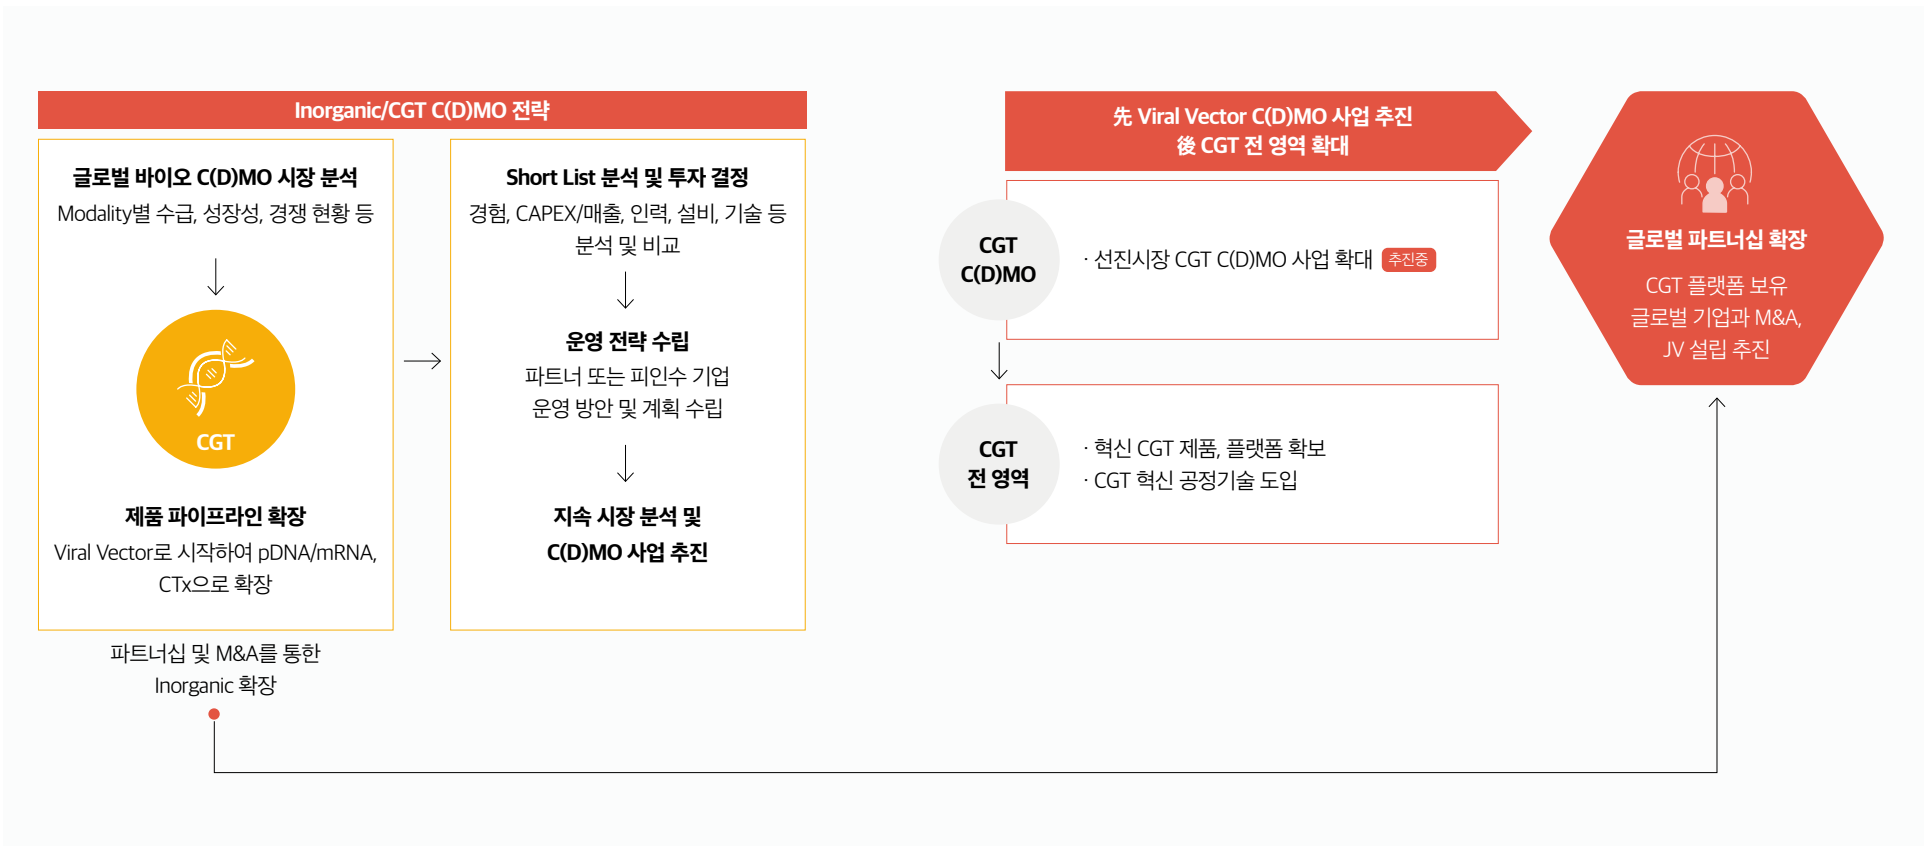 Inorganic/CGT C(D)MO 전략
글로벌 바이오 C(D)MO 시장 분석
Modality별 수급, 성장성, 경쟁 현황 등
CGT
제품 파이프라인 확장
Viral Vector로 시작하여 pDNA/mRNA,
CTx으로 확장
파트너십 및 M&A를 통한
Inorganic 확장
Short List 분석 및 투자 결정
경험, CAPEX/매출, 인력, 설비, 기술 등
분석 및 비교
운영 전략 수립
파트너 또는 피인수 기업
운영 방안 및 계획 수립
지속 시장 분석 및
C(D)MO 사업 추진
先 Viral Vector C(D)MO 사업 추진
後 CGT 전 영역 확대
CGT
C(D)MO
· 선진시장 CGT C(D)MO 사업 확대 추진중
CGT
전 영역
· 혁신 CGT 제품, 플랫폼 확보
· CGT 혁신 공정기술 도입
글로벌 파트너십 확장
CGT 플랫폼 보유
글로벌 기업과 M&A,
JV 설립 추진